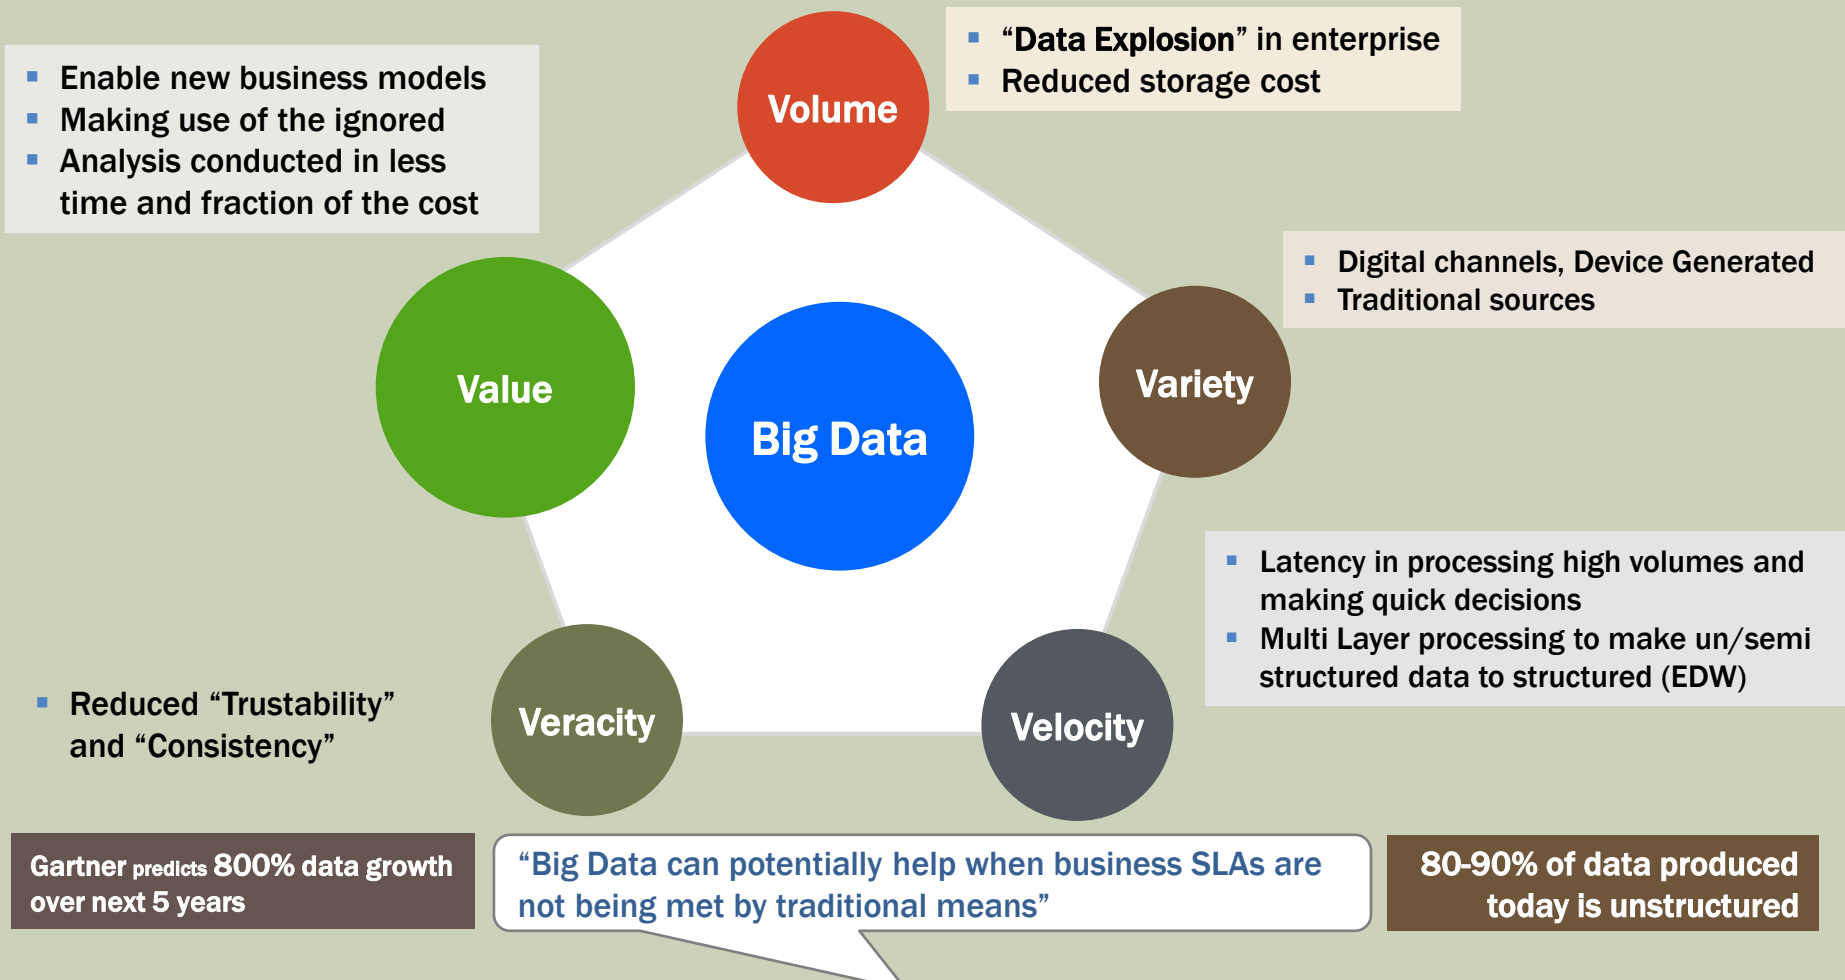 Volume
“Data Explosion” in enterprise
Reduced storage cost
Enable new business models
Making use of the ignored
Analysis conducted in less
time and fraction of the cost
Digital channels, Device Generated
Traditional sources
Value
Big Data
Variety
Latency in processing high volumes and
making quick decisions
Multi Layer processing to make un/semi
structured data to structured (EDW)
Reduced “Trustability”
and “Consistency”
Veracity
Velocity
Gartner predicts 800% data growth
over next 5 years
“Big Data can potentially help when business SLAs are
not being met by traditional means”
80-90% of data produced
today is unstructured